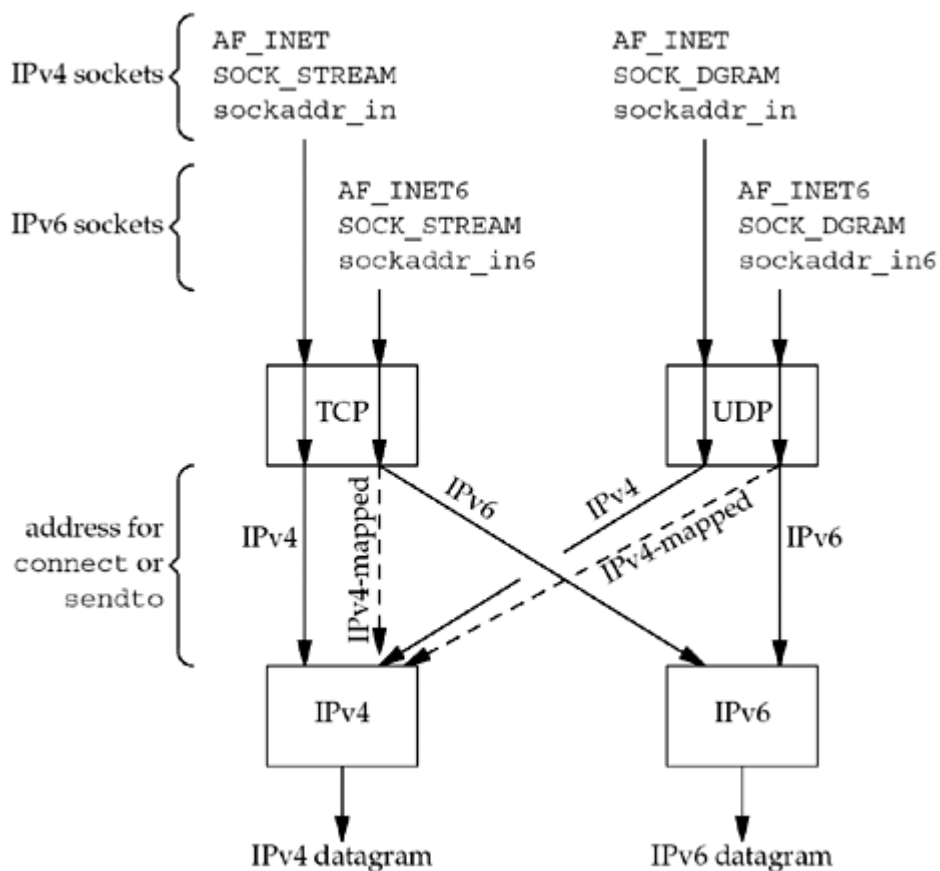 IPv4 sockets
AF_INET
SOCK_STREAM
sockaddr_in
AF_INET
SOCK_DGRAM
sockaddr_in
IPv6 sockets
AF_INET6
SOCK_STREAM
sockaddr_in6
AF_INET6
SOCK_DGRAM
sockaddr_in6
TCP
UDP
address for
connect or
sendto
IPv4
IPv4-mapped
IPv6
IPv4
IPv4-mapped
IPv6
IPv4
IPv6
IPv4 datagram
IPv6 datagram